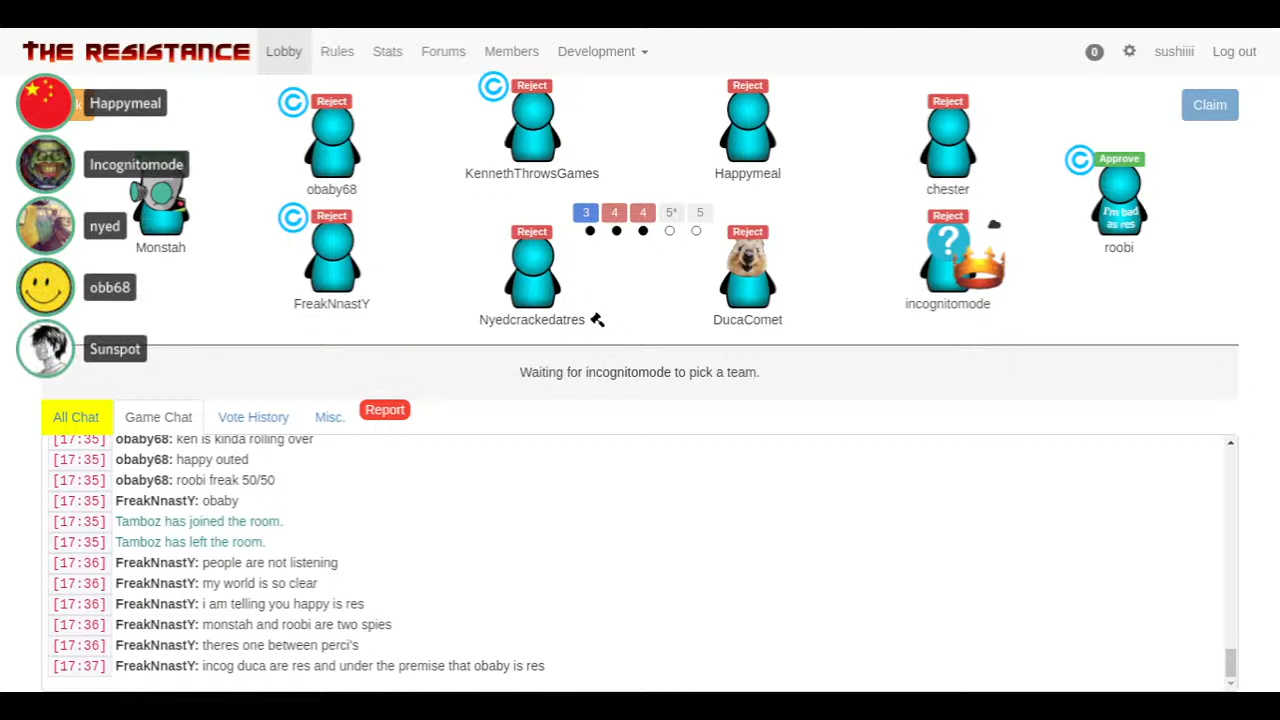 THE RESISTANCE Lobby Rules Stats Forums Members Development 0 sushiiii Log out
Happymeal
Incognitomode
nyed
obb68
Sunspot
Claim
Monstah
C Reject
obaby68
C Reject
KennethThrowsGames
Reject
Happymeal
Reject
chester
C Approve
I'm bad
as res
roobi
3 4 4 5* 5
C Reject
FreakNnastY
Reject
Nyedcrackedatres
Reject
DucaComet
Reject
?
incognitomode
Waiting for incognitomode to pick a team.
All Chat Game Chat Vote History Misc. Report
[17:35] obaby68: ken is kinda rolling over
[17:35] obaby68: happy outed
[17:35] obaby68: roobi freak 50/50
[17:35] FreakNnastY: obaby
[17:35] Tamboz has joined the room.
[17:35] Tamboz has left the room.
[17:36] FreakNnastY: people are not listening
[17:36] FreakNnastY: my world is so clear
[17:36] FreakNnastY: i am telling you happy is res
[17:36] FreakNnastY: monstah and roobi are two spies
[17:36] FreakNnastY: theres one between perci's
[17:37] FreakNnastY: incog duca are res and under the premise that obaby is res